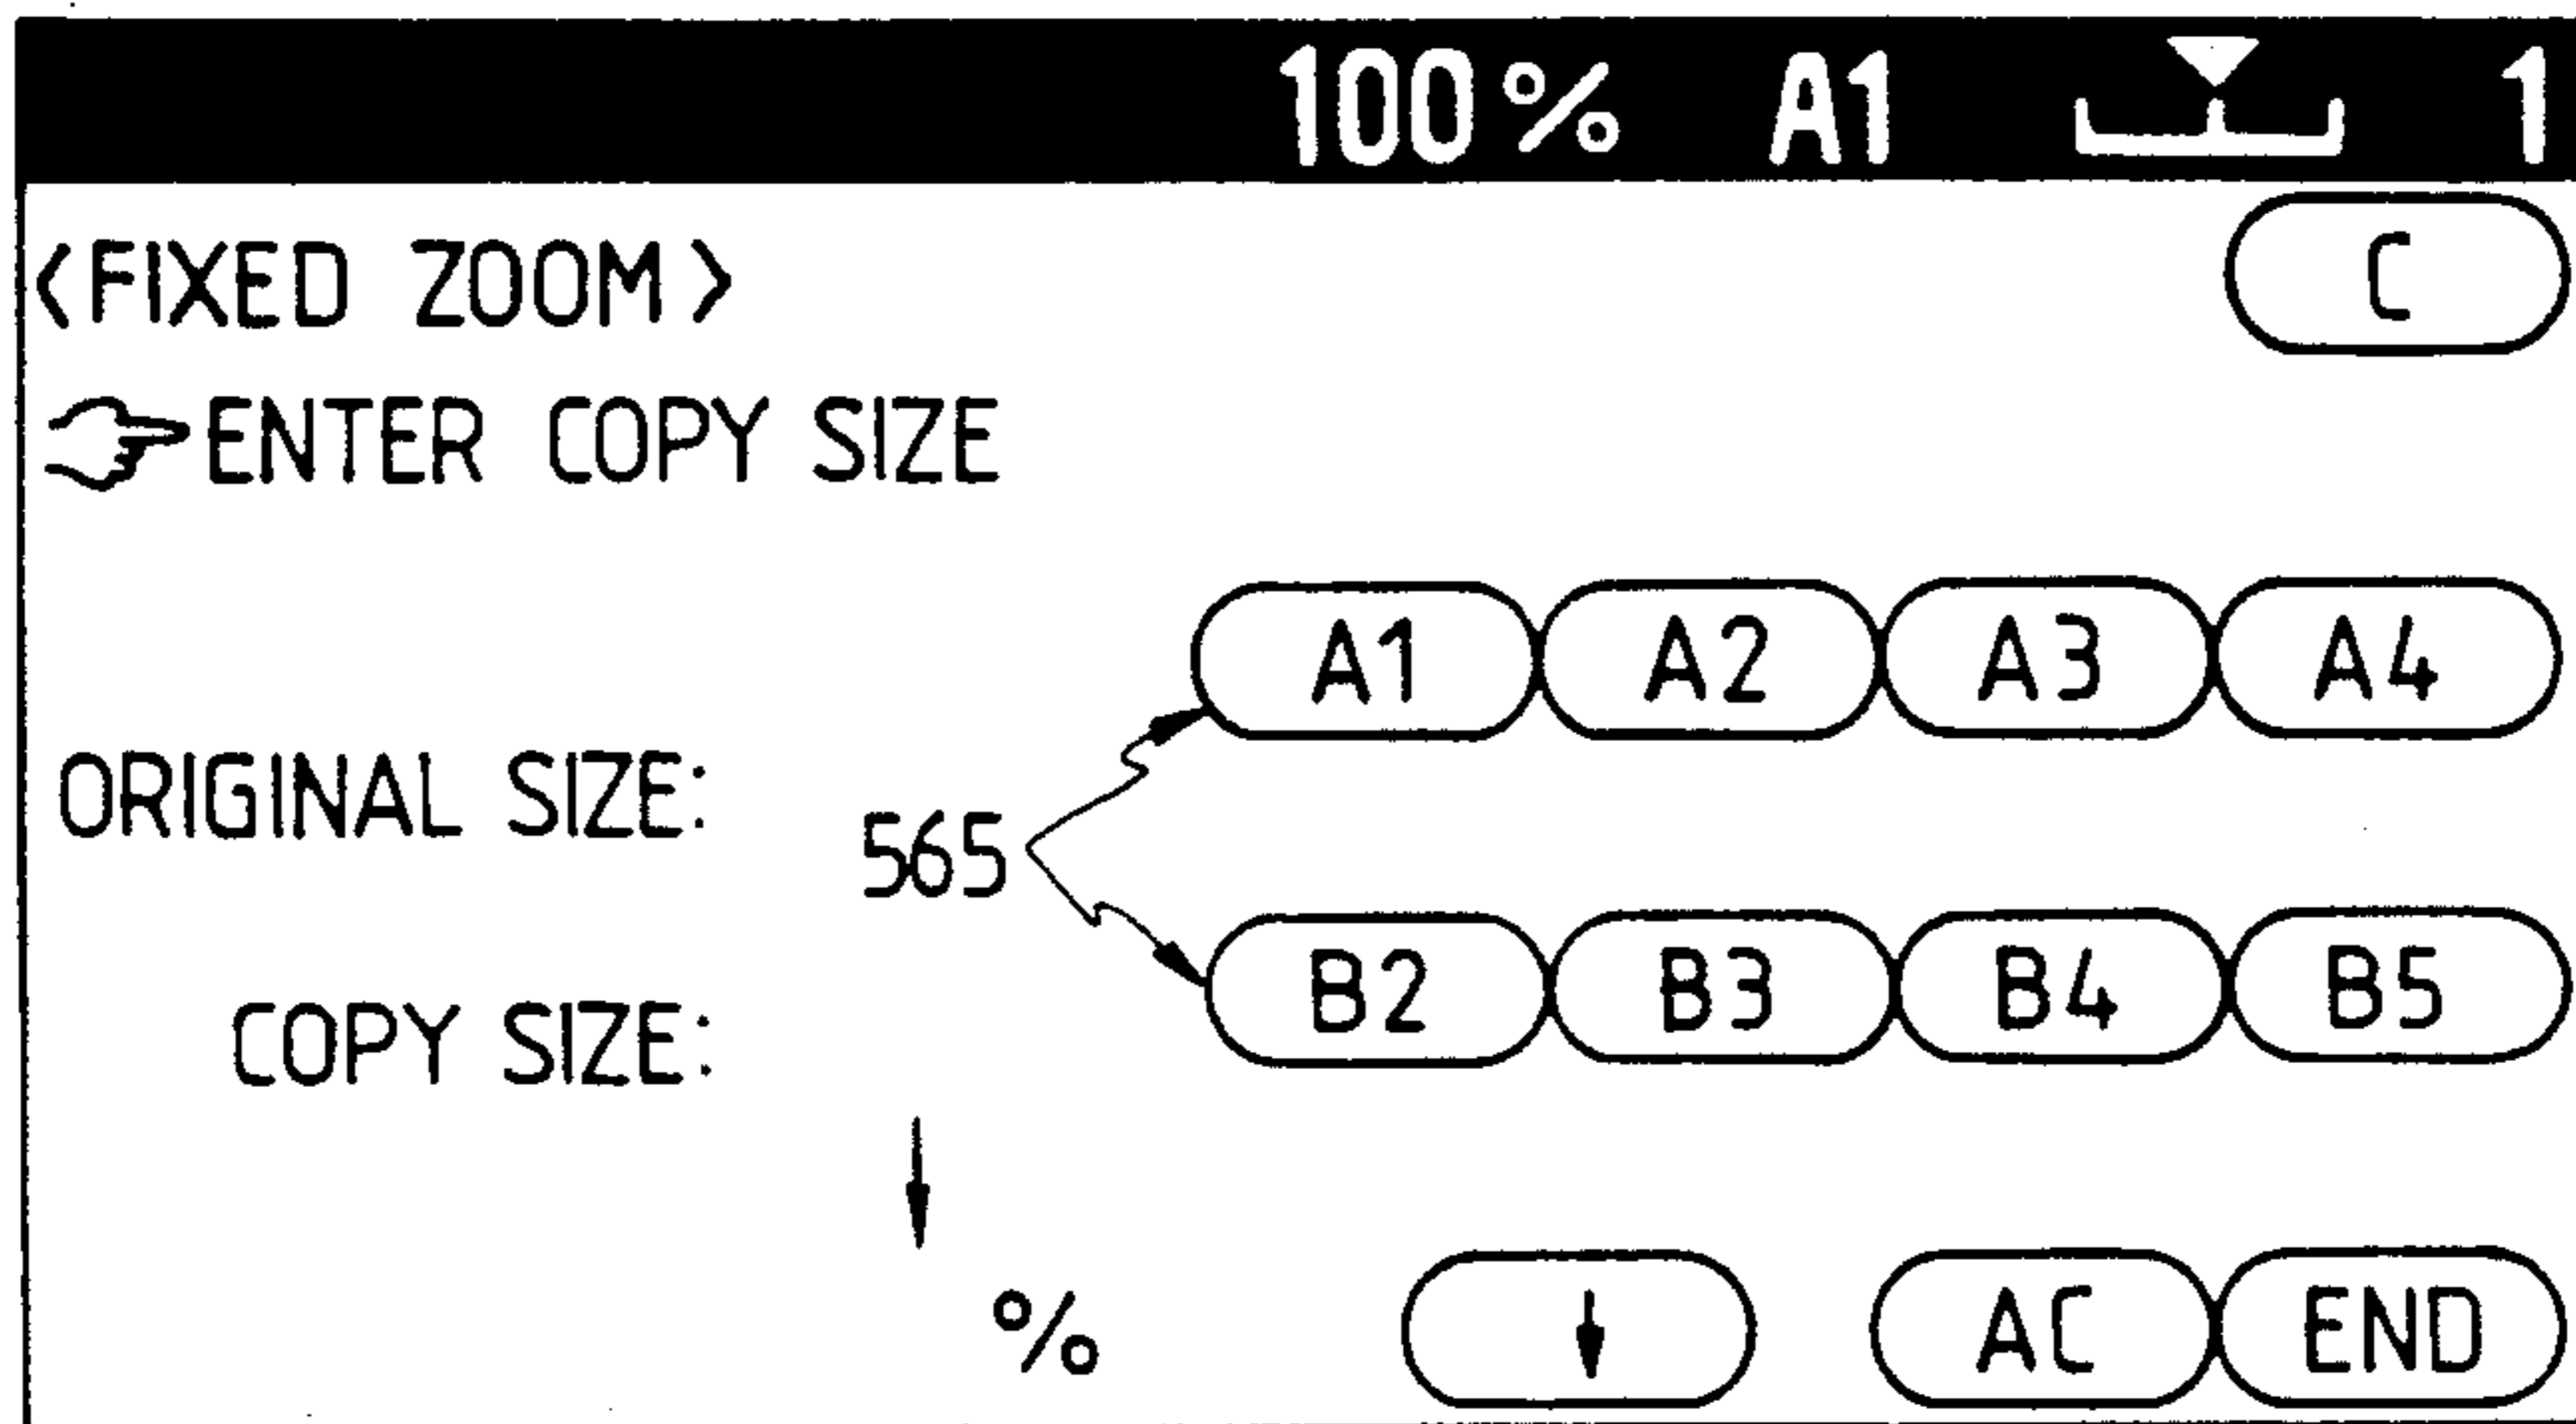 100% A1 1
<FIXED ZOOM> C
ENTER COPY SIZE
A1 A2 A3 A4
ORIGINAL SIZE:
565
B2 B3 B4 B5
COPY SIZE:
↓
% ↓ AC END